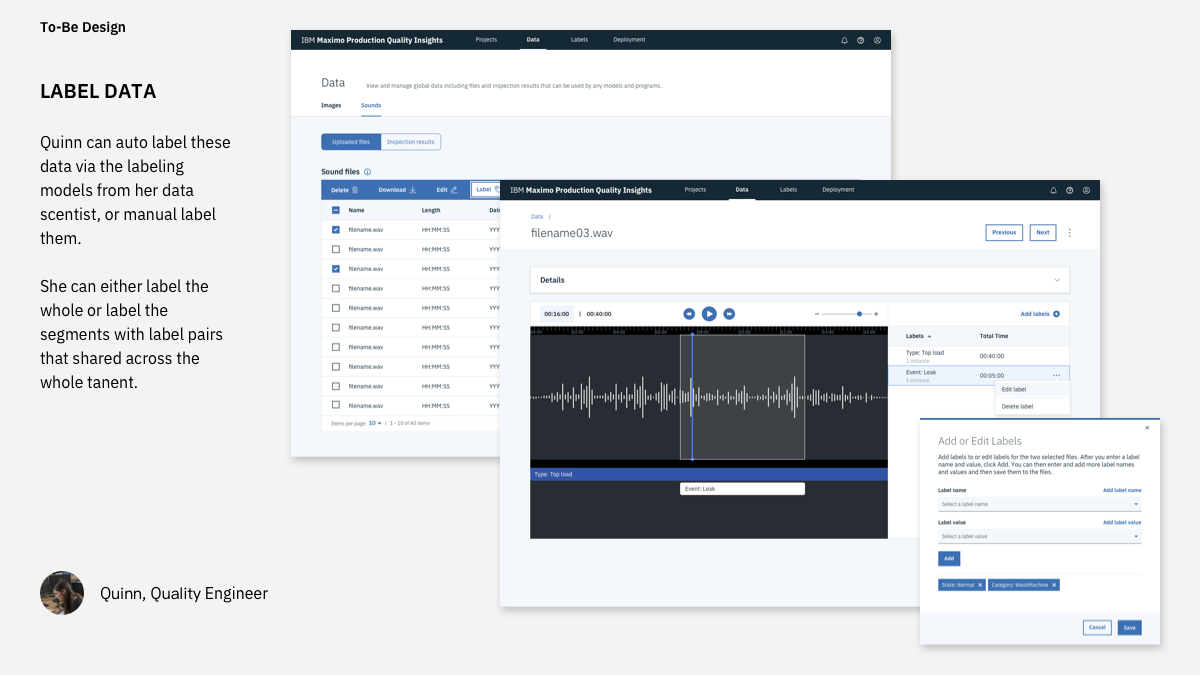 To-Be Design
LABEL DATA
Quinn can auto label these
data via the labeling
models from her data
scentist, or manual label
them.
She can either label the
whole or label the
segments with label pairs
that shared across the
whole tanent.
Quinn, Quality Engineer
IBM Maximo Production Quality Insights Projects Data Labels Deployment
Data View and manage global data including files and inspection results that can be used by any models and programs.
Images Sounds
Uploaded files Inspection results
Sound files
Delete Download Edit Label
Name Length Dat
filename.wav HH:MM:SS YYY
filename.wav HH:MM:SS YYY
filename.wav HH:MM:SS YYY
filename.wav HH:MM:SS YYY
filename.wav HH:MM:SS YYY
filename.wav HH:MM:SS YYY
filename.wav HH:MM:SS YYY
filename.wav HH:MM:SS YYY
filename.wav HH:MM:SS YYY
filename.wav HH:MM:SS YYY
Items per page: 10 | 1 - 10 of 40 items
IBM Maximo Production Quality Insights Projects Data Labels Deployment
Data /
filename03.wav Previous Next
Details
00:16:00 | 00:40:00 Add labels
Labels Total Time
Type: Top load 00:40:00
1 instance
Event: Leak 00:05:00
1 instance
Edit label
Delete label
Type: Top load
Event: Leak
Add or Edit Labels
Add labels to or edit labels for the two selected files. After you enter a label
name and value, click Add. You can then enter and add more label names
and values and then save them to the files.
Label name Add label name
Select a label name
Label value Add label value
Select a label value
Add
State: Normal Category: WashMachine
Cancel Save